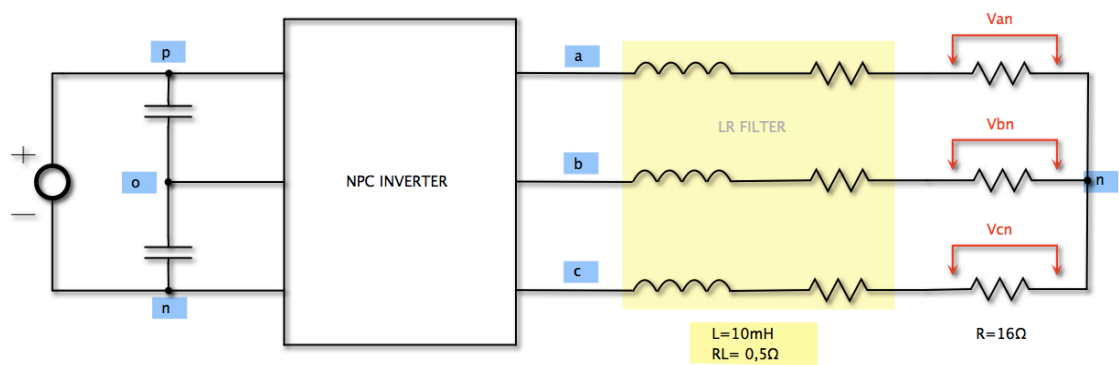 Van
a
p
LR FILTER
Vbn
b
+
o
NPC INVERTER
n
–
Vcn
c
n
L=10mH
R=16Ω
RL= 0,5Ω